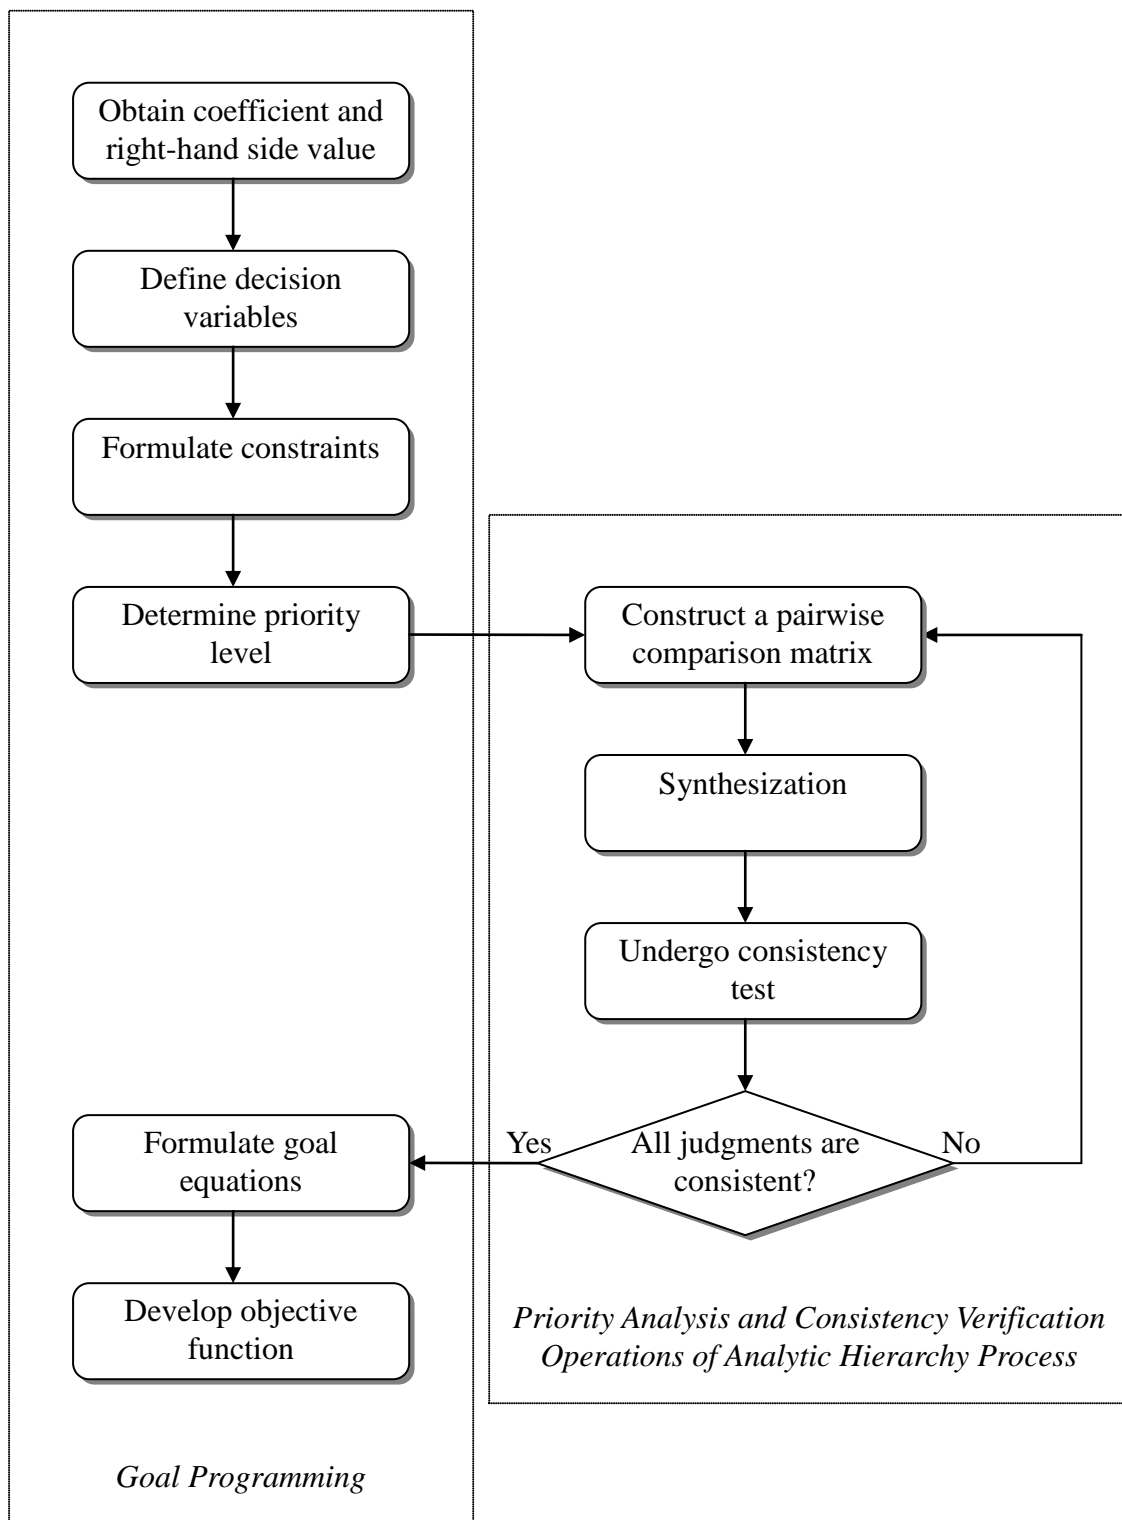 Obtain coefficient and
right-hand side value
Define decision
variables
Formulate constraints
Determine priority
level
Construct a pairwise
comparison matrix
Synthesization
Undergo consistency
test
All judgments are
consistent?
Yes
No
Formulate goal
equations
Develop objective
function
Priority Analysis and Consistency Verification
Operations of Analytic Hierarchy Process
Goal Programming